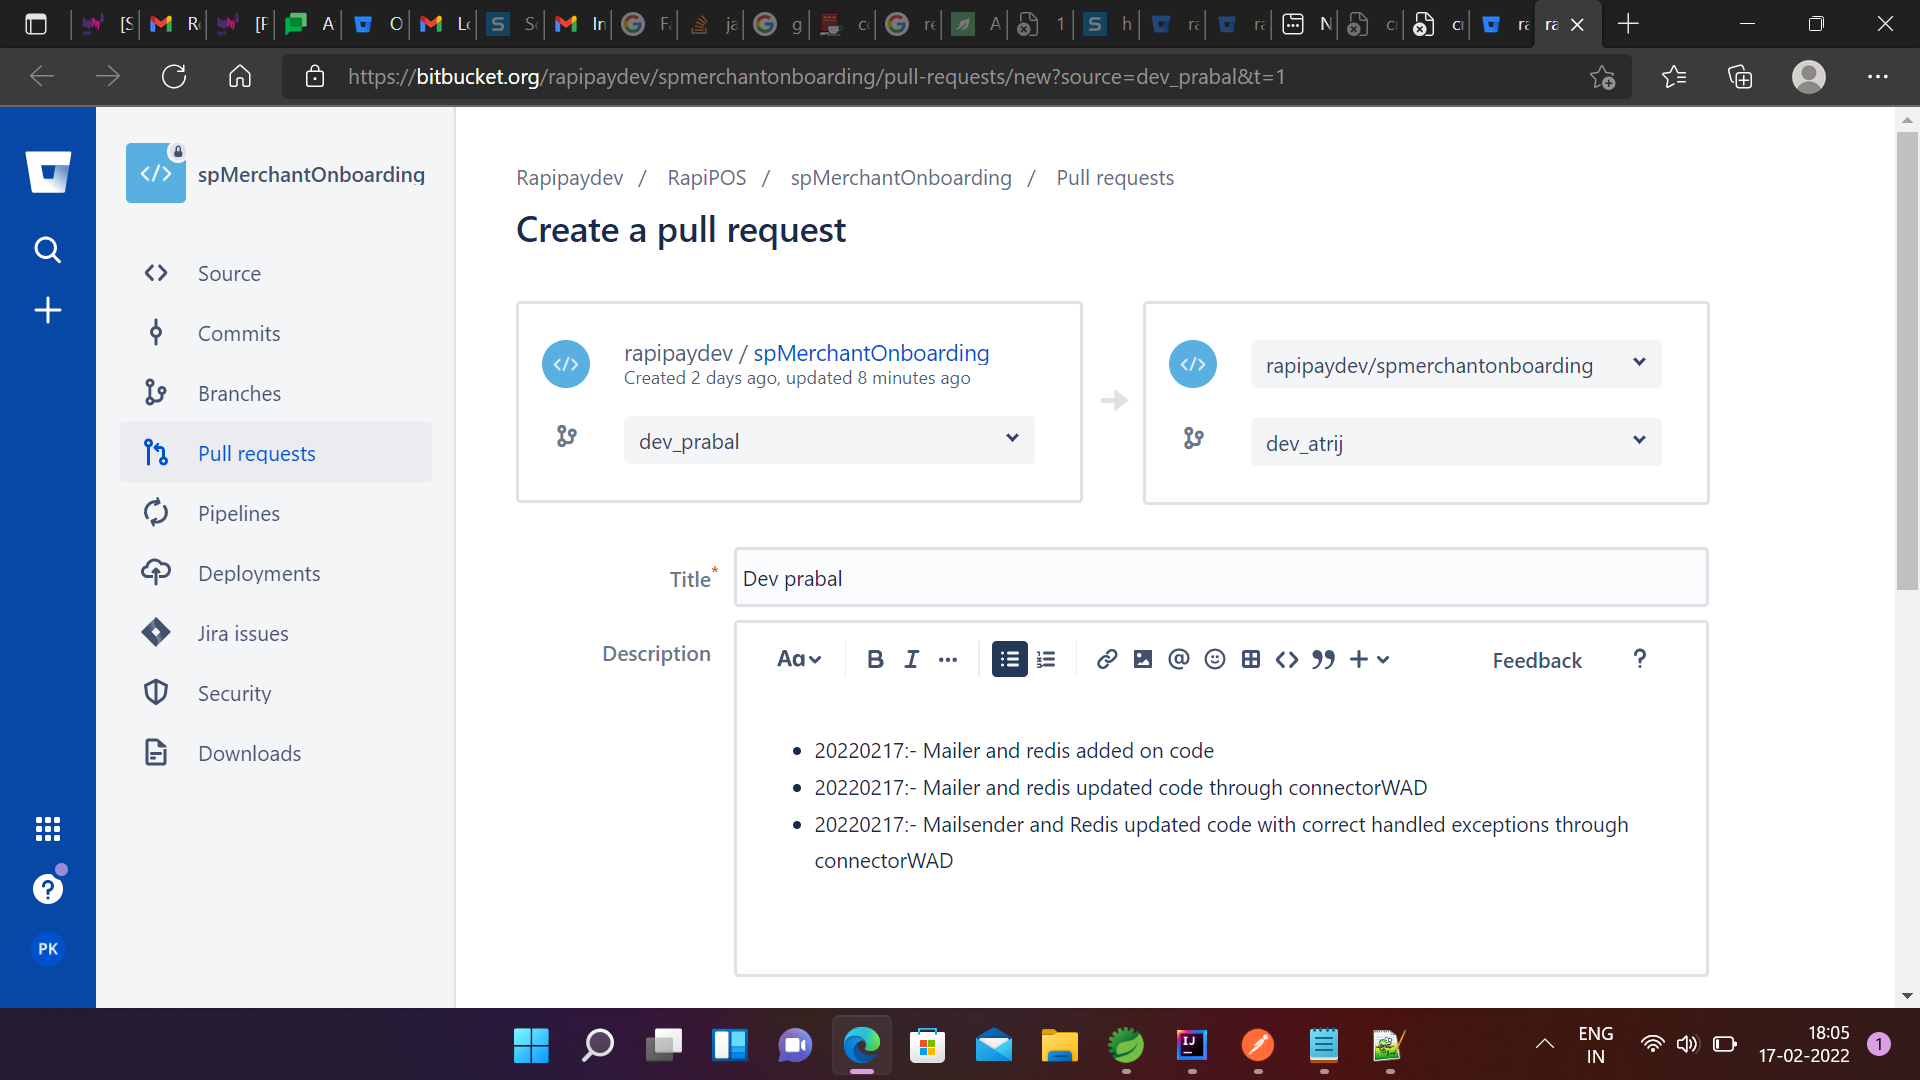 https://bitbucket.org/rapipaydev/spmerchantonboarding/pull-requests/new?source=dev_prabal&t=1
spMerchantOnboarding
Source
Commits
Branches
Pull requests
Pipelines
Deployments
Jira issues
Security
Downloads
PK
Rapipaydev / RapiPOS / spMerchantOnboarding / Pull requests
Create a pull request
rapipaydev / spMerchantOnboarding
Created 2 days ago, updated 8 minutes ago
dev_prabal
rapipaydev/spmerchantonboarding
dev_atrij
Title*
Dev prabal
Description
Aa B I ... Feedback ?
• 20220217:- Mailer and redis added on code
• 20220217:- Mailer and redis updated code through connectorWAD
• 20220217:- Mailsender and Redis updated code with correct handled exceptions through
connectorWAD
ENG
IN
18:05
17-02-2022
1